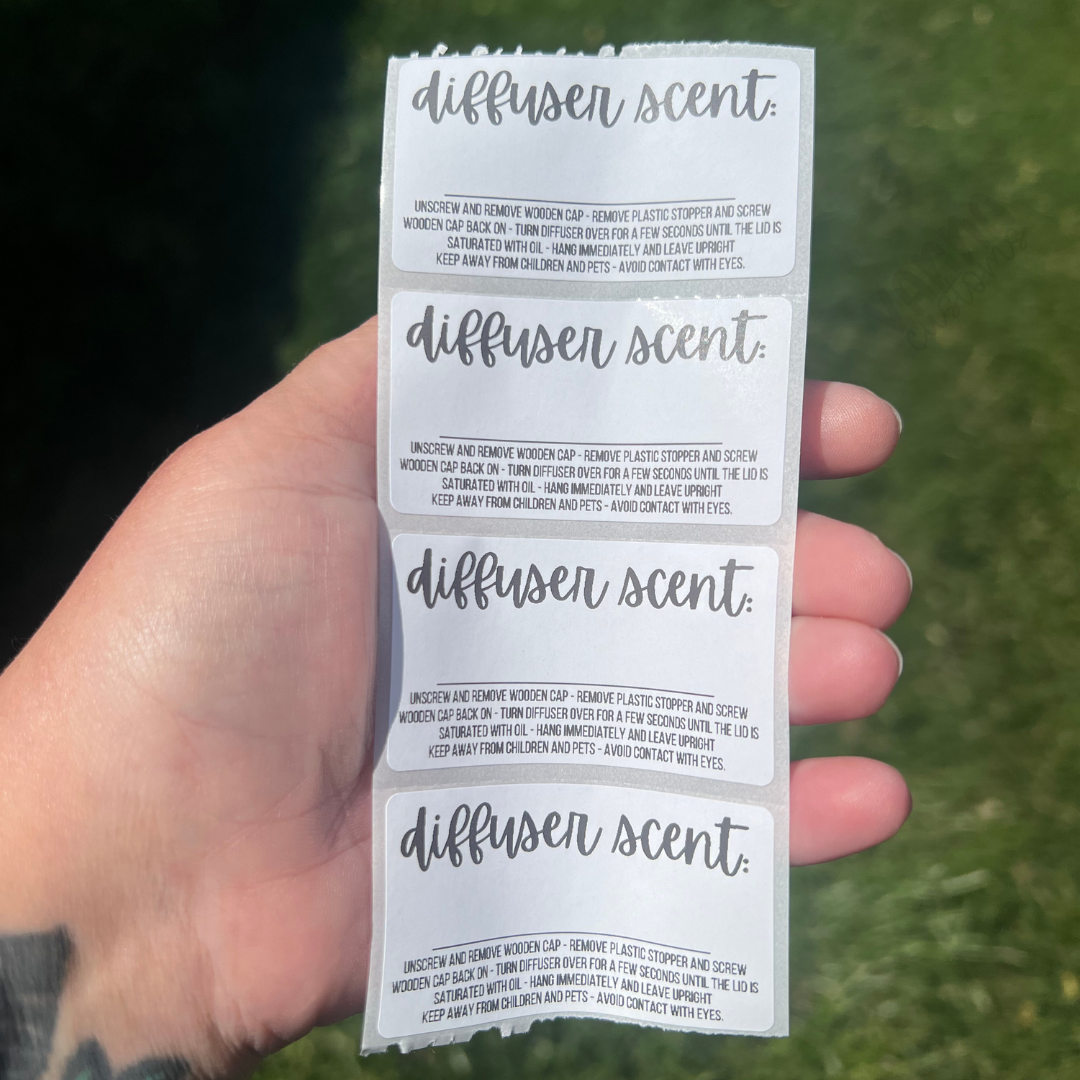 diffuser scent:
UNSCREW AND REMOVE WOODEN CAP - REMOVE PLASTIC STOPPER AND SCREW
WOODEN CAP BACK ON - TURN DIFFUSER OVER FOR A FEW SECONDS UNTIL THE LID IS
SATURATED WITH OIL - HANG IMMEDIATELY AND LEAVE UPRIGHT
KEEP AWAY FROM CHILDREN AND PETS - AVOID CONTACT WITH EYES.
diffuser scent:
UNSCREW AND REMOVE WOODEN CAP - REMOVE PLASTIC STOPPER AND SCREW
WOODEN CAP BACK ON - TURN DIFFUSER OVER FOR A FEW SECONDS UNTIL THE LID IS
SATURATED WITH OIL - HANG IMMEDIATELY AND LEAVE UPRIGHT
KEEP AWAY FROM CHILDREN AND PETS - AVOID CONTACT WITH EYES.
diffuser scent:
UNSCREW AND REMOVE WOODEN CAP - REMOVE PLASTIC STOPPER AND SCREW
WOODEN CAP BACK ON - TURN DIFFUSER OVER FOR A FEW SECONDS UNTIL THE LID IS
SATURATED WITH OIL - HANG IMMEDIATELY AND LEAVE UPRIGHT
KEEP AWAY FROM CHILDREN AND PETS - AVOID CONTACT WITH EYES.
diffuser scent:
UNSCREW AND REMOVE WOODEN CAP - REMOVE PLASTIC STOPPER AND SCREW
WOODEN CAP BACK ON - TURN DIFFUSER OVER FOR A FEW SECONDS UNTIL THE LID IS
SATURATED WITH OIL - HANG IMMEDIATELY AND LEAVE UPRIGHT
KEEP AWAY FROM CHILDREN AND PETS - AVOID CONTACT WITH EYES.